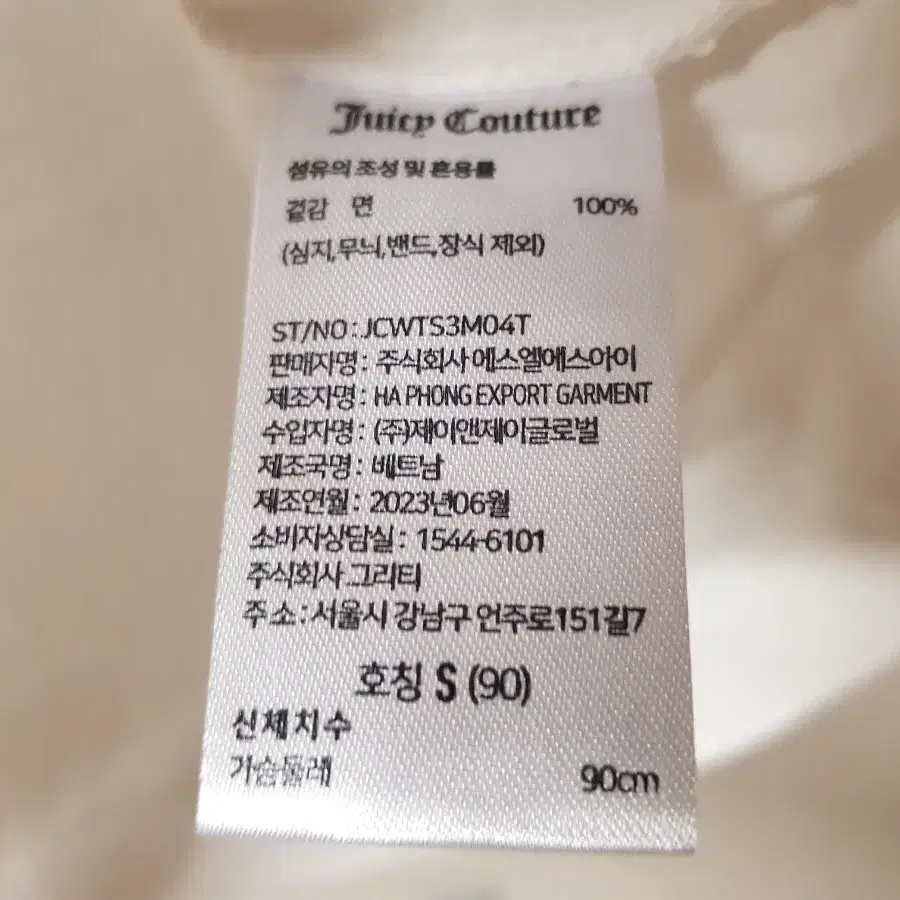 Juicy Couture
섬유의 조성 및 혼용률
겉감 면 100%
(심지,무늬,밴드,장식 제외)
ST/NO : JCWTS3M04T
판매자명 : 주식회사 에스엘에스아이
제조자명 : HA PHONG EXPORT GARMENT
수입자명 : (주)제이앤제이글로벌
제조국명 : 베트남
제조연월 : 2023년06월
소비자상담실 : 1544-6101
주식회사 그리티
주소 : 서울시 강남구 언주로151길7
호칭 S (90)
신체치수
가슴둘레 90cm